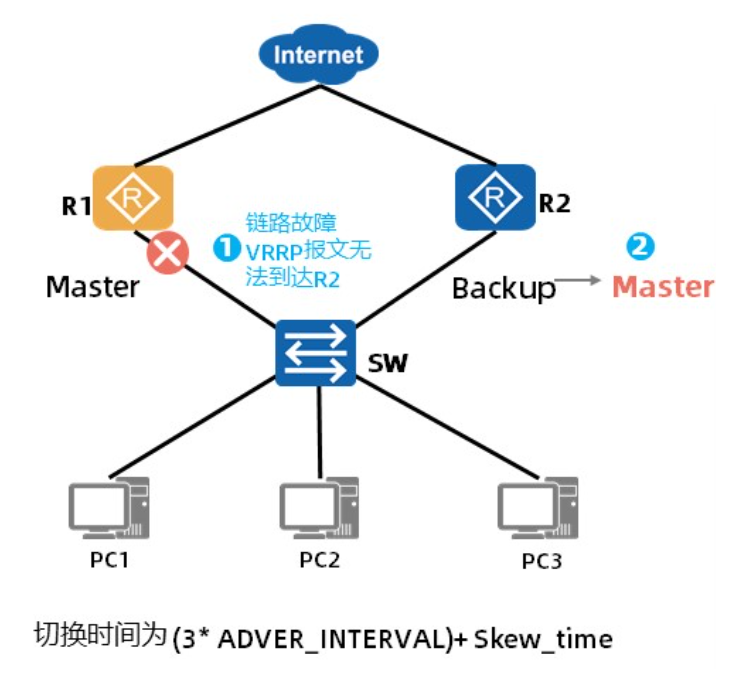 Internet
R1
R2
❶
链路故障
VRRP报文无
法到达R2
❷
Master
Backup
Master
SW
PC1
PC2
PC3
切换时间为(3* ADVER_INTERVAL)+ Skew_time